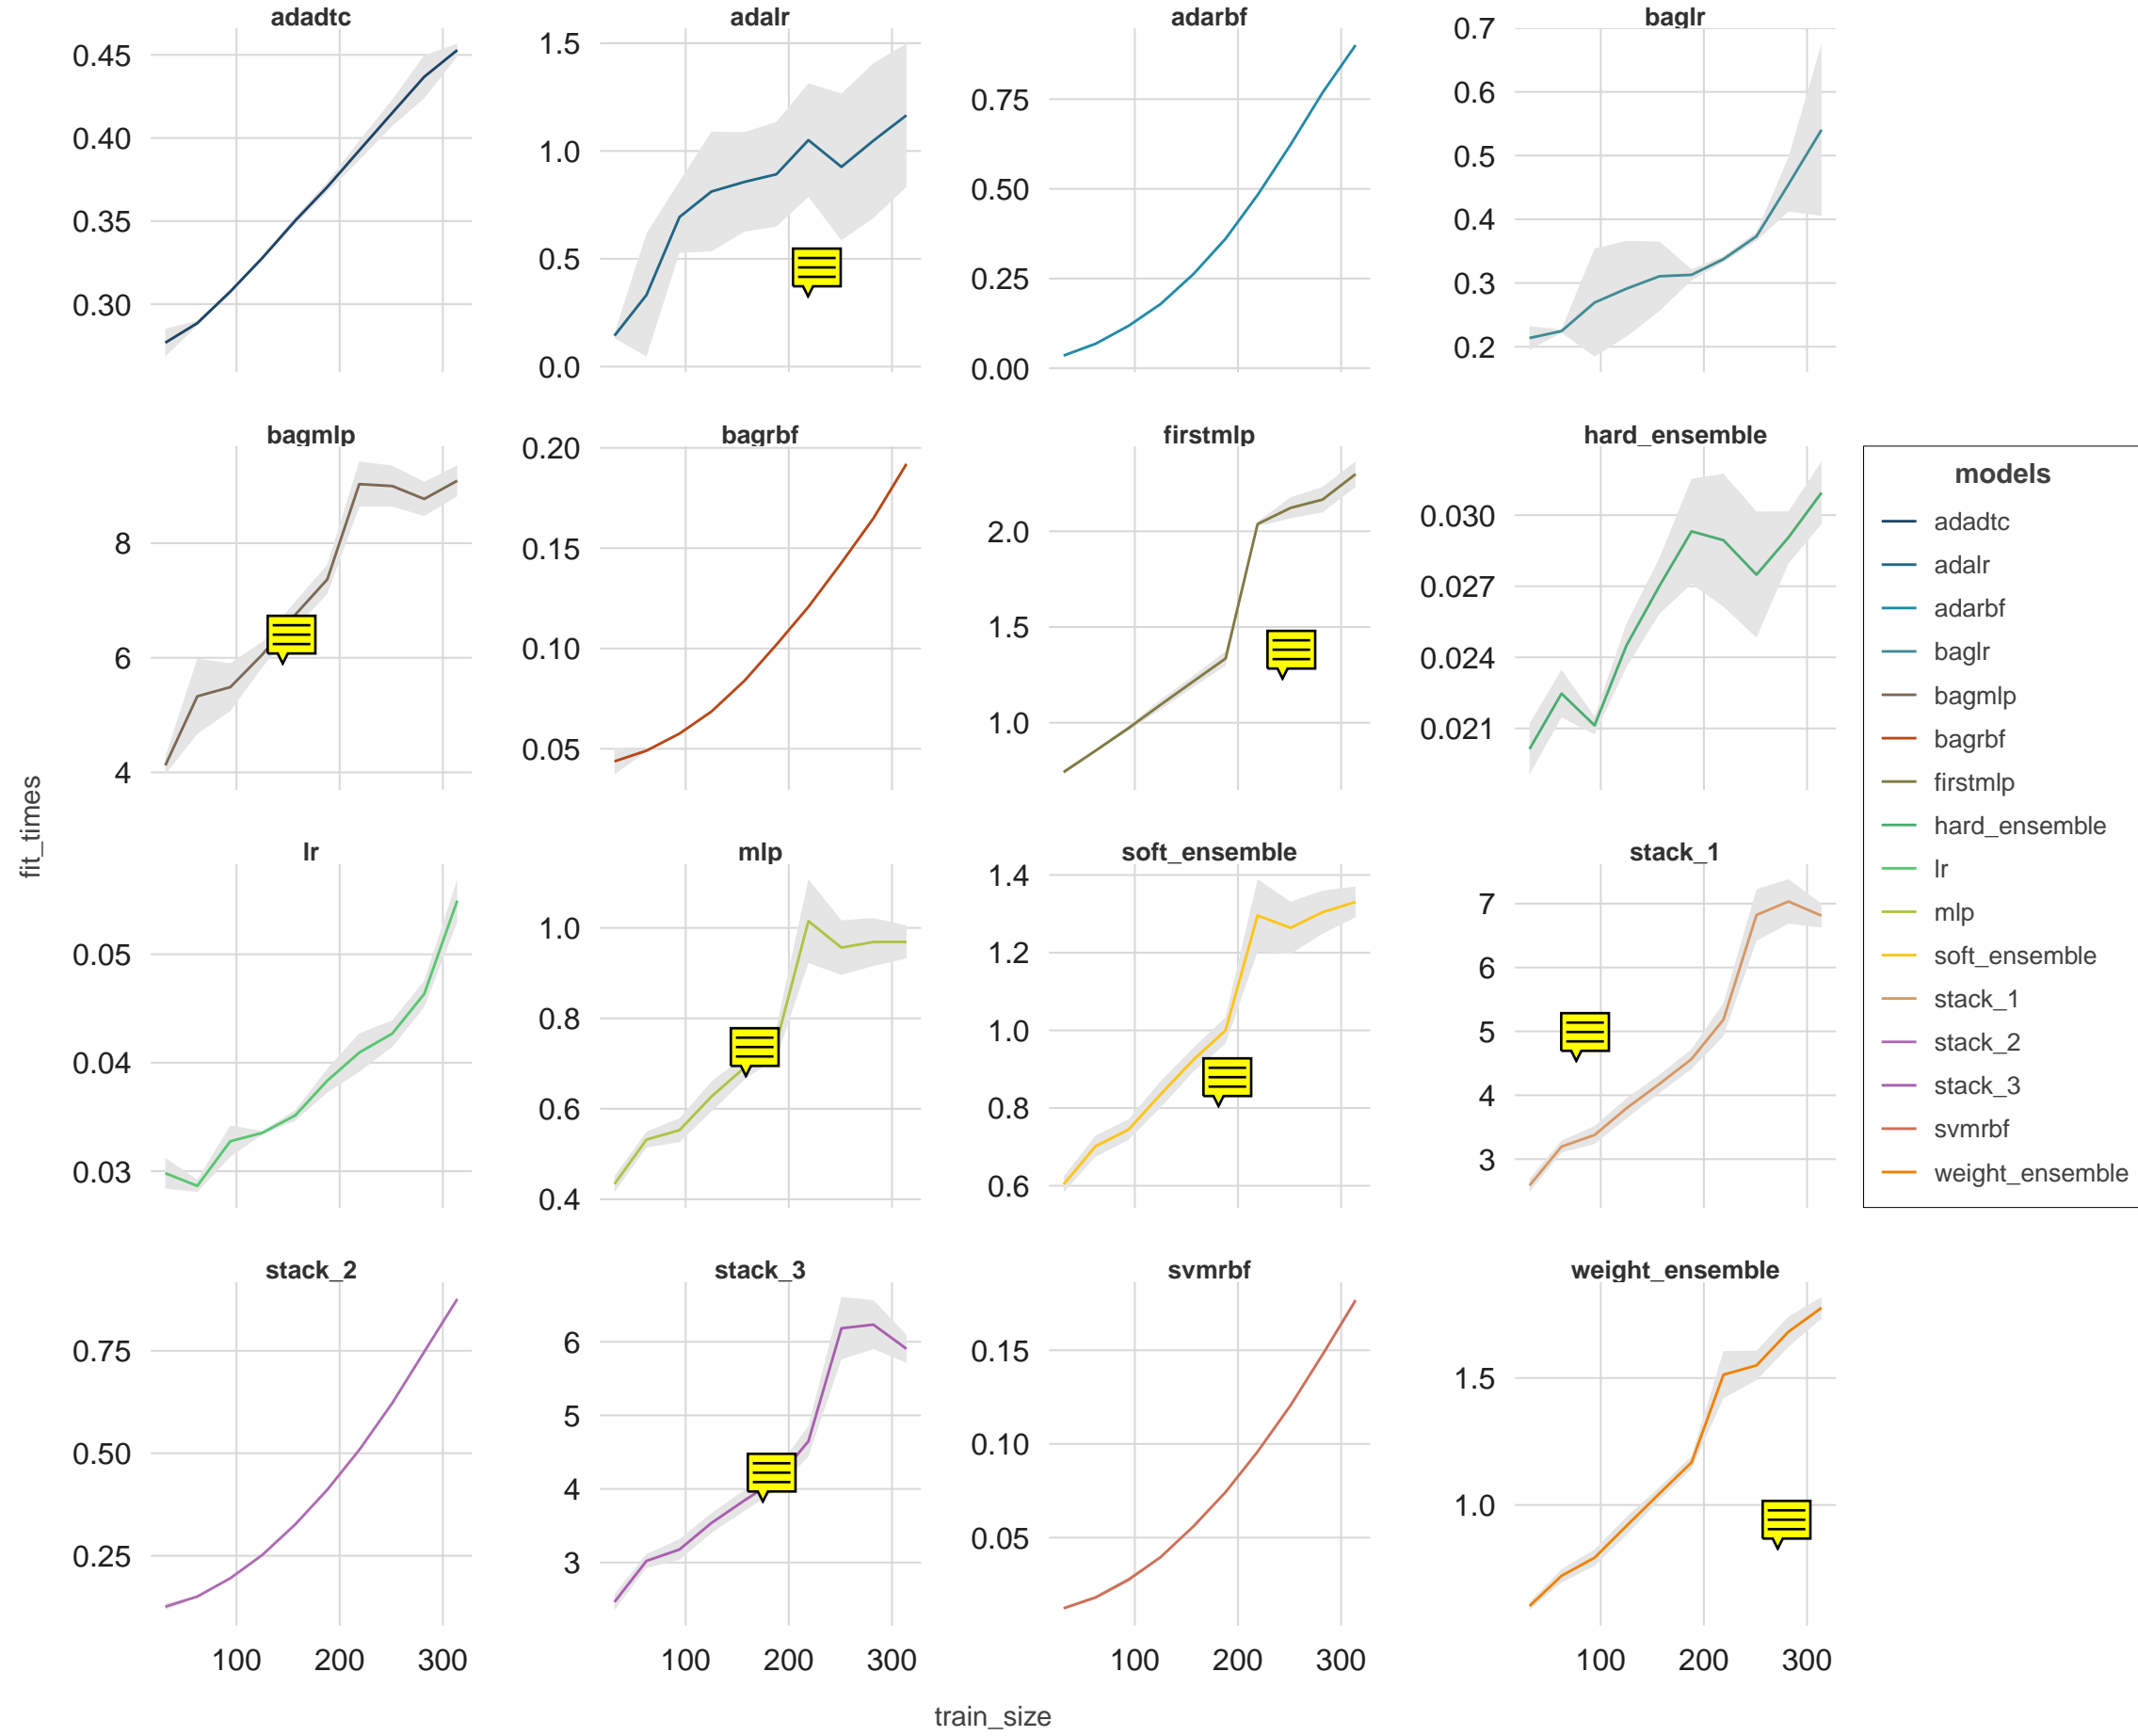 adadtc
adalr
adarbf
baglr
0.45
0.40
0.35
0.30
1.5
1.0
0.5
0.0
0.75
0.50
0.25
0.00
0.7
0.6
0.5
0.4
0.3
0.2
bagmlp
bagrbf
firstmlp
hard_ensemble
8
6
4
0.20
0.15
0.10
0.05
2.0
1.5
1.0
0.030
0.027
0.024
0.021
lr
mlp
soft_ensemble
stack_1
0.05
0.04
0.03
1.0
0.8
0.6
0.4
1.4
1.2
1.0
0.8
0.6
7
6
5
4
3
stack_2
stack_3
svmrbf
weight_ensemble
0.75
0.50
0.25
6
5
4
3
0.15
0.10
0.05
1.5
1.0
100 200 300
100 200 300
100 200 300
100 200 300
train_size
fit_times
models
adadtc
adalr
adarbf
baglr
bagmlp
bagrbf
firstmlp
hard_ensemble
lr
mlp
soft_ensemble
stack_1
stack_2
stack_3
svmrbf
weight_ensemble